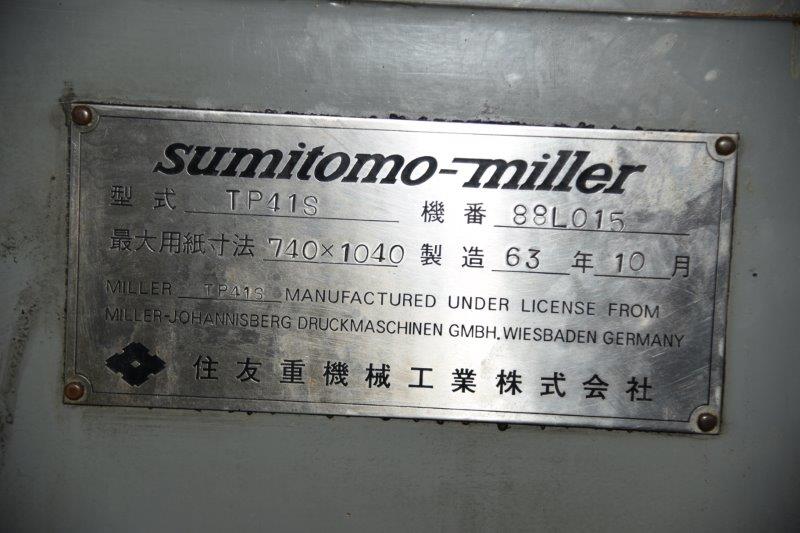 sumitomo-miller
型式 TP41S 機番 88L015
最大用紙寸法 740×1040 製造 63 年 10 月
MILLER TP41S MANUFACTURED UNDER LICENSE FROM
MILLER-JOHANNISBERG DRUCKMASCHINEN GMBH. WIESBADEN GERMANY
住友重機械工業株式会社